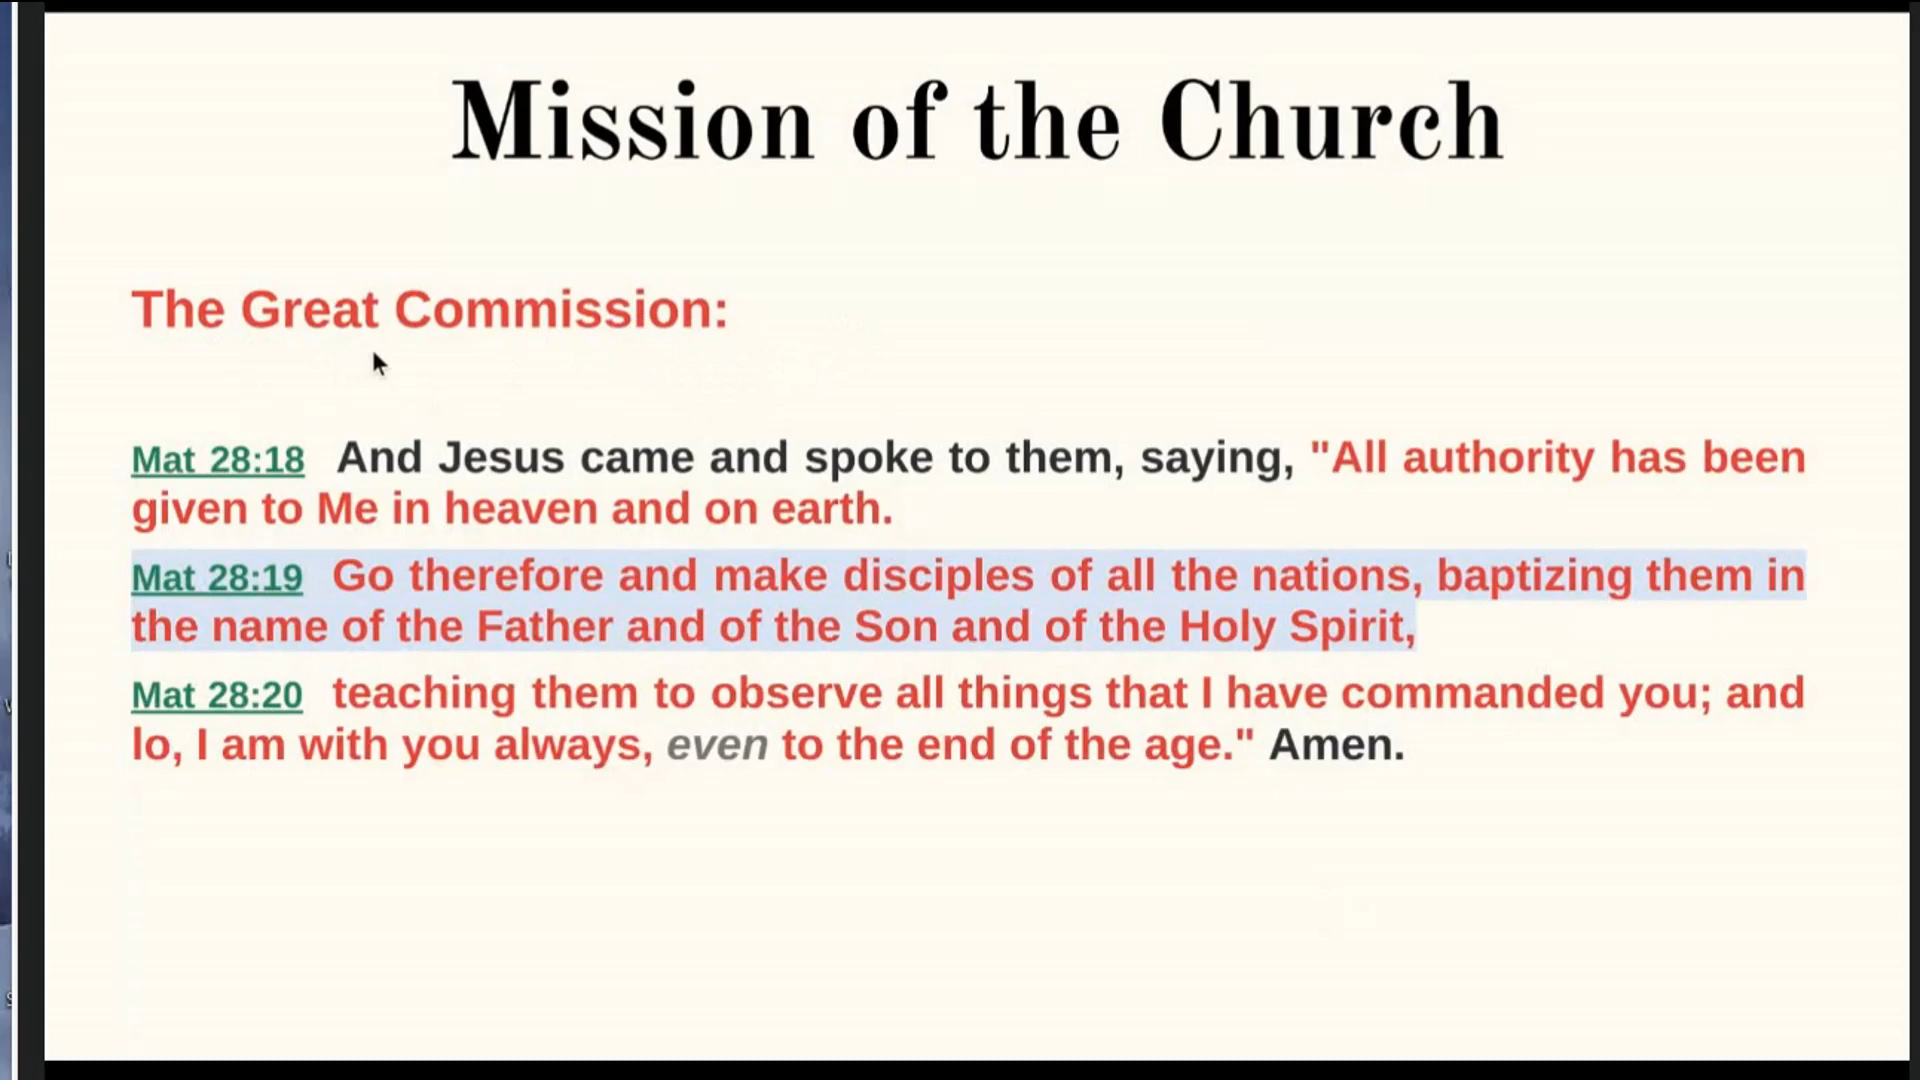 Mission of the Church
The Great Commission:
Mat 28:18 And Jesus came and spoke to them, saying, "All authority has been
given to Me in heaven and on earth.
Mat 28:19 Go therefore and make disciples of all the nations, baptizing them in
the name of the Father and of the Son and of the Holy Spirit,
Mat 28:20 teaching them to observe all things that I have commanded you; and
lo, I am with you always, even to the end of the age." Amen.